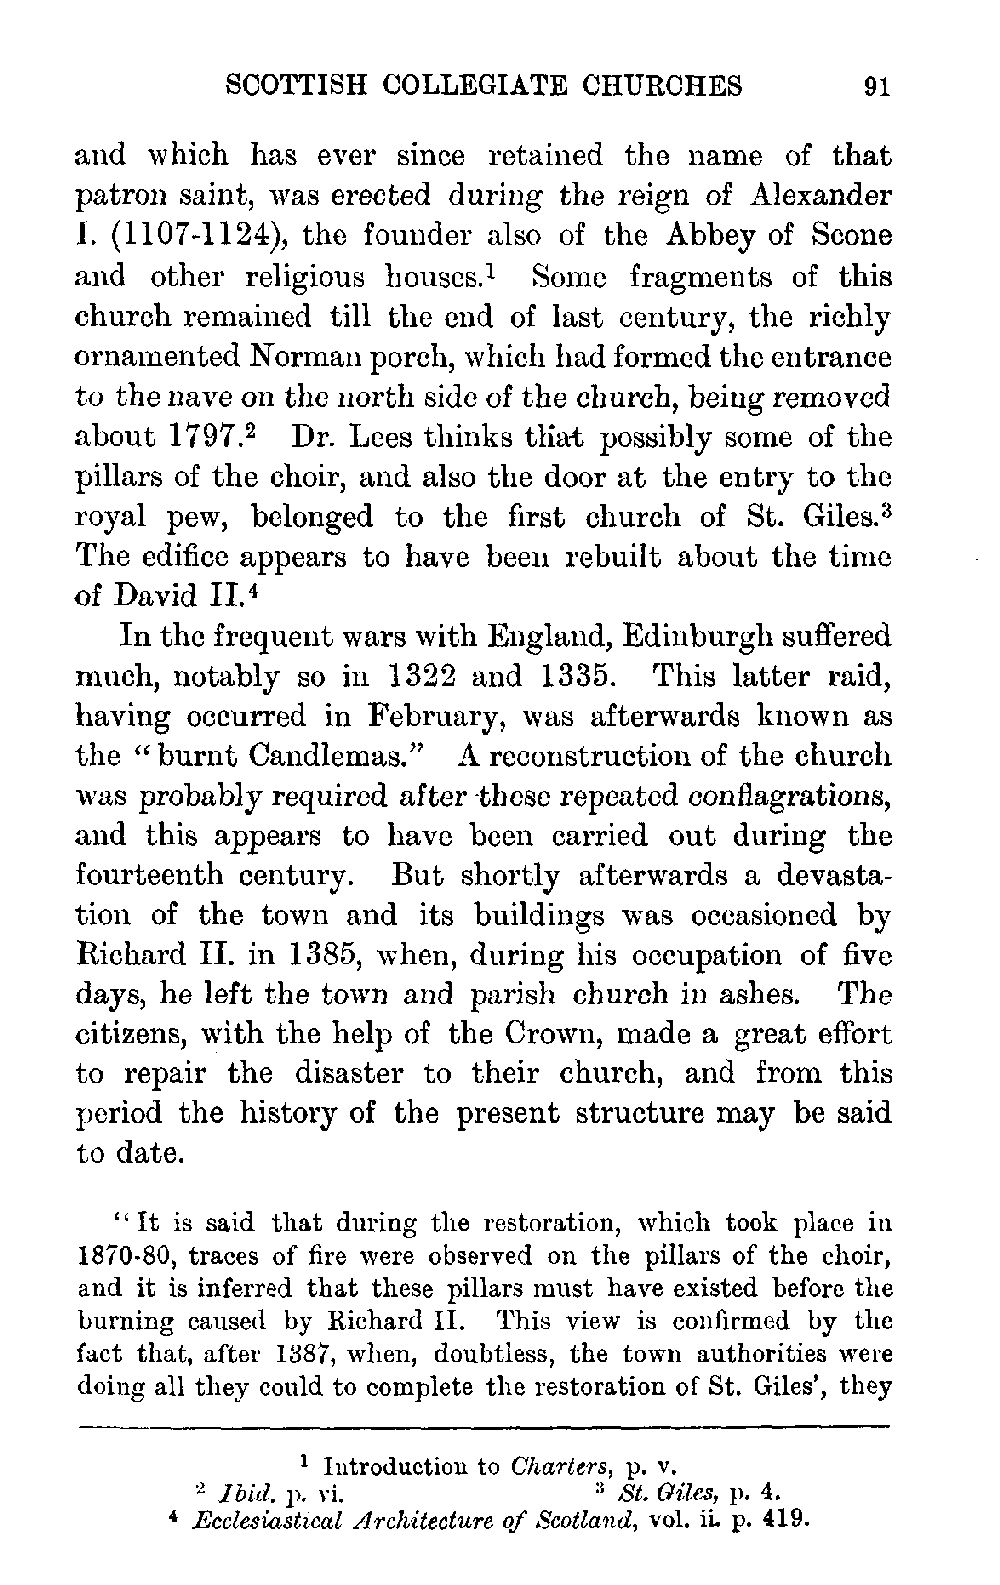 SCOTTISH COLLEGIATE CHURCHES 91
and which has ever since retained the name of that
patron saint, was erected during the reign of Alexander
I. (1107-1124), the founder also of the Abbey of Scone
and other religious houses.¹ Some fragments of this
church remained till the end of last century, the richly
ornamented Norman porch, which had formed the entrance
to the nave on the north side of the church, being removed
about 1797.² Dr. Lees thinks that possibly some of the
pillars of the choir, and also the door at the entry to the
royal pew, belonged to the first church of St. Giles.³
The edifice appears to have been rebuilt about the time
of David II.⁴
In the frequent wars with England, Edinburgh suffered
much, notably so in 1322 and 1335. This latter raid,
having occurred in February, was afterwards known as
the “burnt Candlemas.” A reconstruction of the church
was probably required after these repeated conflagrations,
and this appears to have been carried out during the
fourteenth century. But shortly afterwards a devasta-
tion of the town and its buildings was occasioned by
Richard II. in 1385, when, during his occupation of five
days, he left the town and parish church in ashes. The
citizens, with the help of the Crown, made a great effort
to repair the disaster to their church, and from this
period the history of the present structure may be said
to date.
“It is said that during the restoration, which took place in
1870-80, traces of fire were observed on the pillars of the choir,
and it is inferred that these pillars must have existed before the
burning caused by Richard II. This view is confirmed by the
fact that, after 1387, when, doubtless, the town authorities were
doing all they could to complete the restoration of St. Giles’, they
¹ Introduction to Charters, p. v.
² Ibid. p. vi. ³ St. Giles, p. 4.
⁴ Ecclesiastical Architecture of Scotland, vol. ii. p. 419.